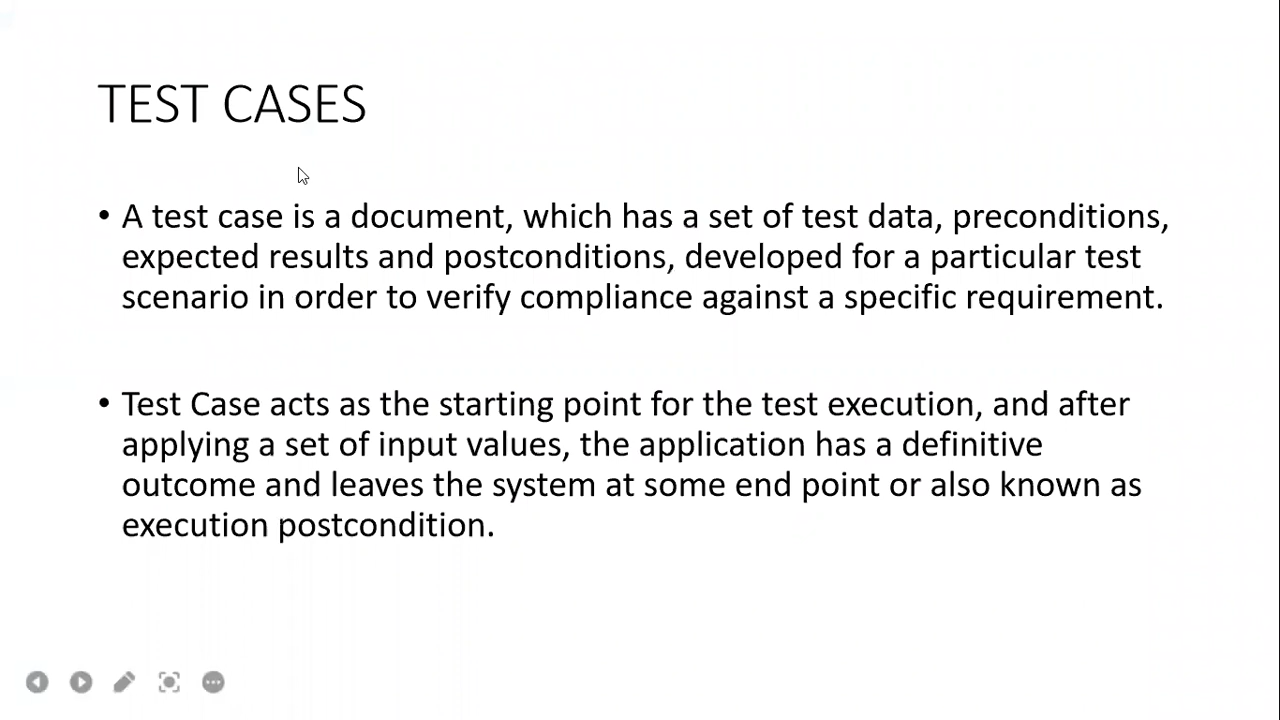 TEST CASES
• A test case is a document, which has a set of test data, preconditions,
expected results and postconditions, developed for a particular test
scenario in order to verify compliance against a specific requirement.
• Test Case acts as the starting point for the test execution, and after
applying a set of input values, the application has a definitive
outcome and leaves the system at some end point or also known as
execution postcondition.